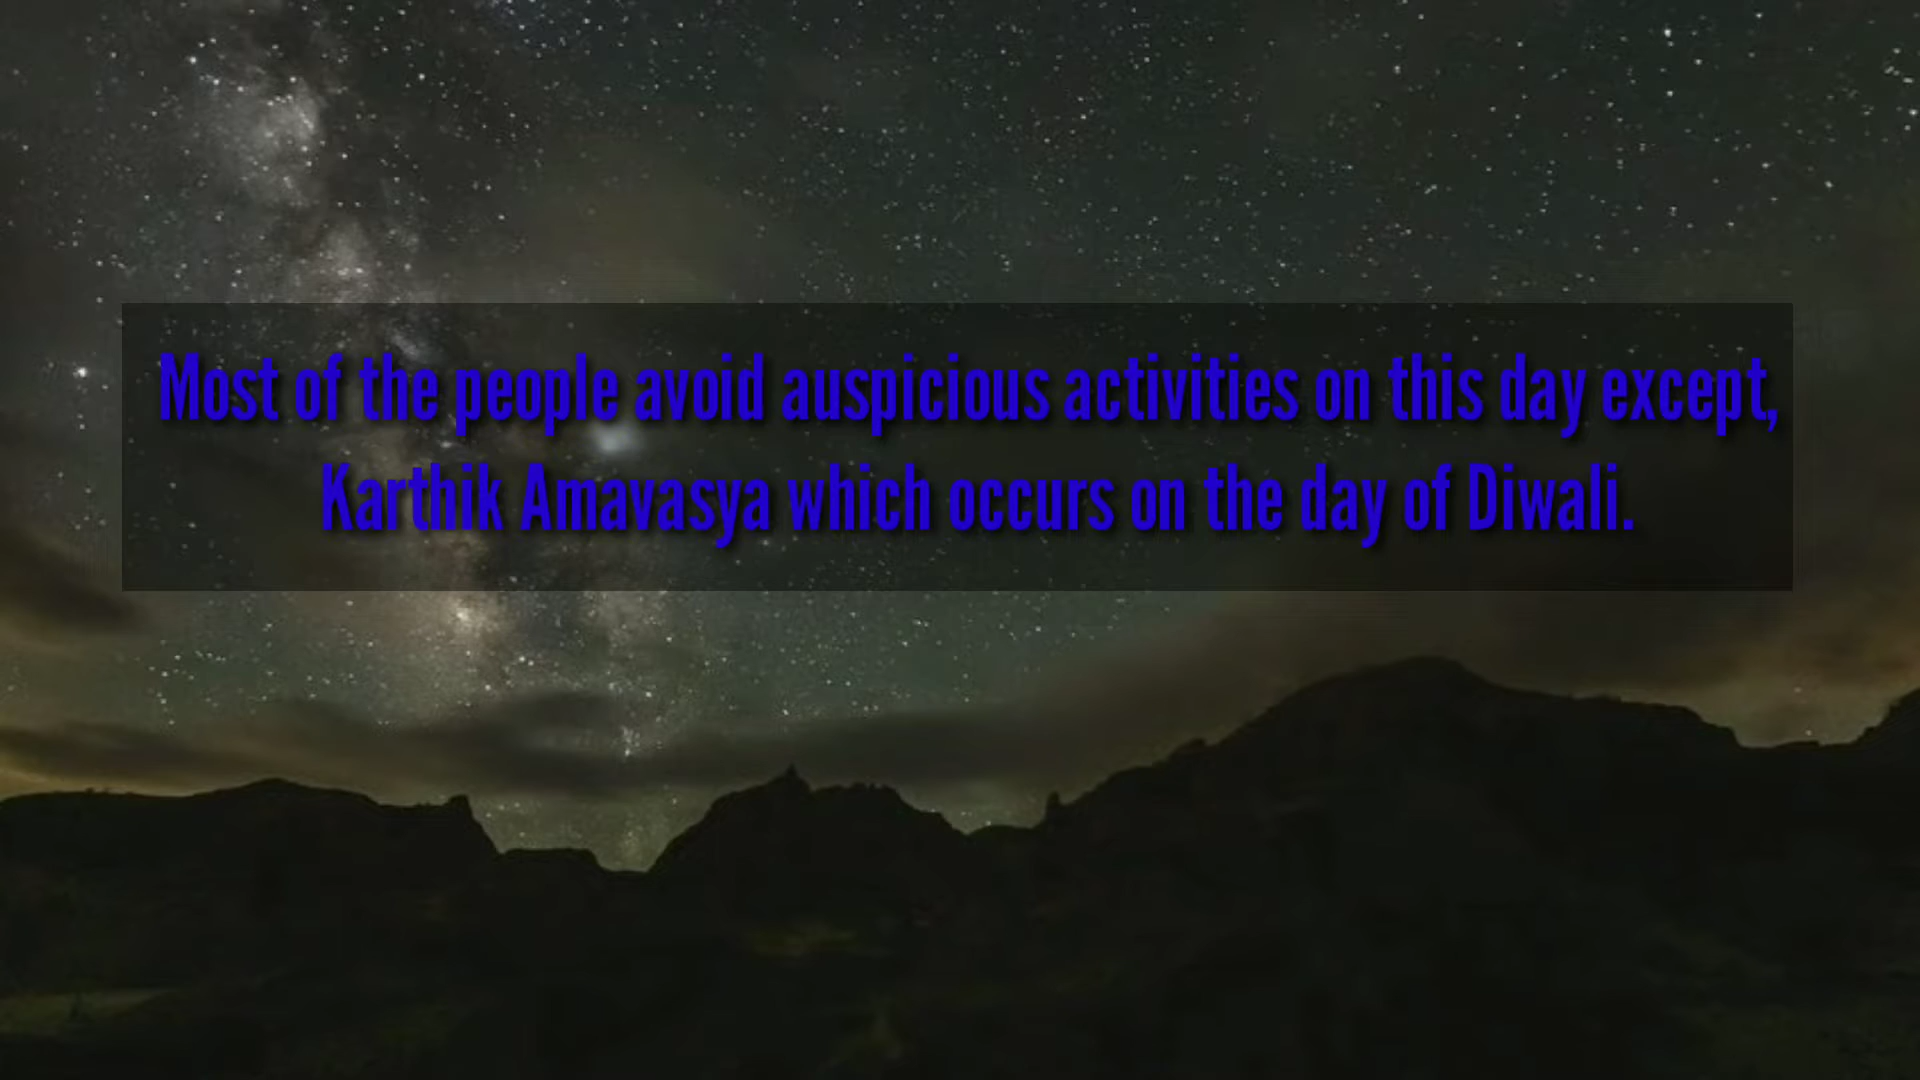 Most of the people avoid auspicious activities on this day except,
Karthik Amavasya which occurs on the day of Diwali.